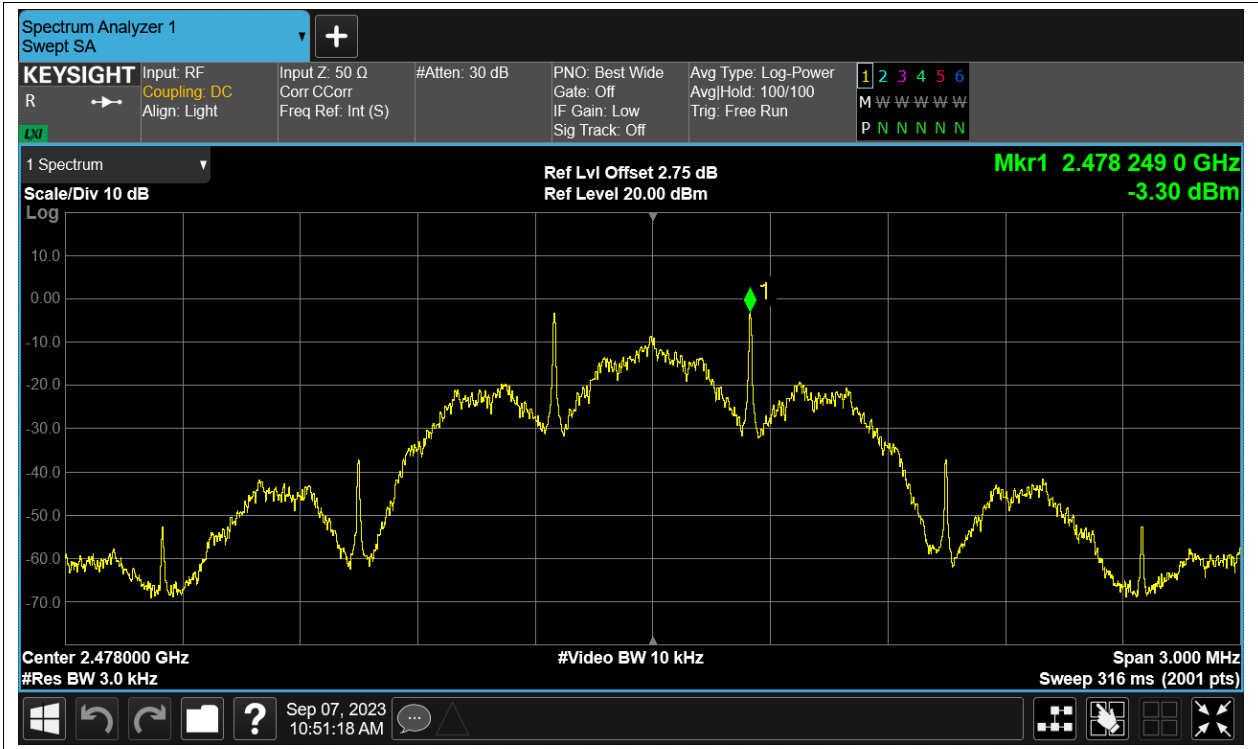 Spectrum Analyzer 1
Swept SA
+
KEYSIGHT
R
LXI
Input: RF
Coupling: DC
Align: Light
Input Z: 50 Ω
Corr CCorr
Freq Ref: Int (S)
#Atten: 30 dB
PNO: Best Wide
Gate: Off
IF Gain: Low
Sig Track: Off
Avg Type: Log-Power
Avg|Hold: 100/100
Trig: Free Run
1 2 3 4 5 6
M W W W W W
P N N N N N
1 Spectrum
Scale/Div 10 dB
Log
Ref Lvl Offset 2.75 dB
Ref Level 20.00 dBm
Mkr1 2.478 249 0 GHz
-3.30 dBm
1
10.0
0.00
-10.0
-20.0
-30.0
-40.0
-50.0
-60.0
-70.0
Center 2.478000 GHz
#Res BW 3.0 kHz
#Video BW 10 kHz
Span 3.000 MHz
Sweep 316 ms (2001 pts)
?
Sep 07, 2023
10:51:18 AM